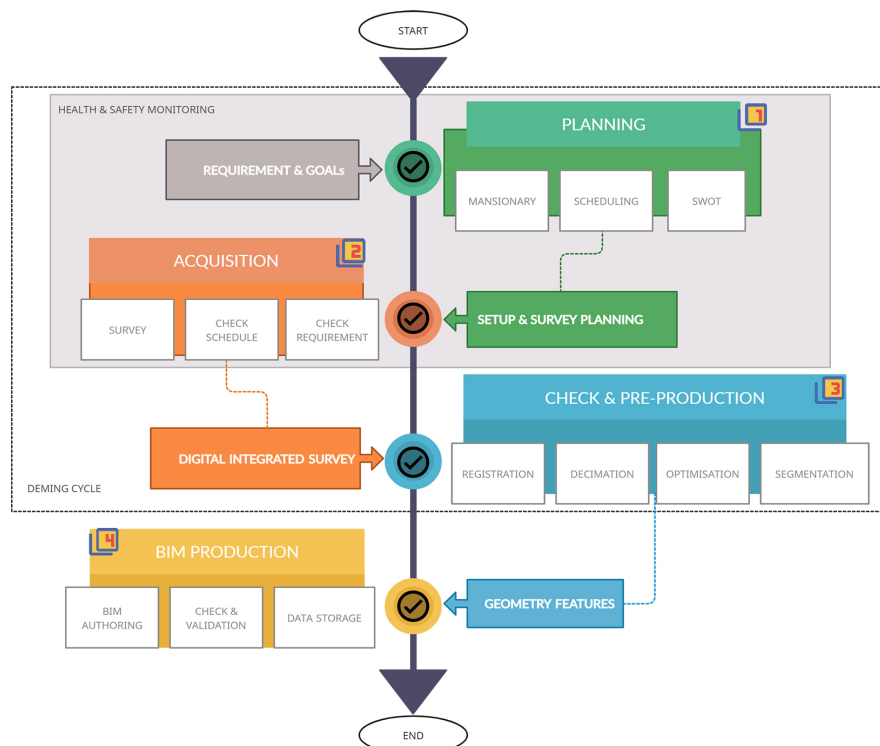 START
HEALTH & SAFETY MONITORING
1
PLANNING
REQUIREMENT & GOALs
MANSIONARY
SCHEDULING
SWOT
2
ACQUISITION
SURVEY
CHECK
SCHEDULE
CHECK
REQUIREMENT
SETUP & SURVEY PLANNING
3
CHECK & PRE-PRODUCTION
DIGITAL INTEGRATED SURVEY
REGISTRATION
DECIMATION
OPTIMISATION
SEGMENTATION
DEMING CYCLE
4
BIM PRODUCTION
BIM
AUTHORING
CHECK &
VALIDATION
DATA STORAGE
GEOMETRY FEATURES
END